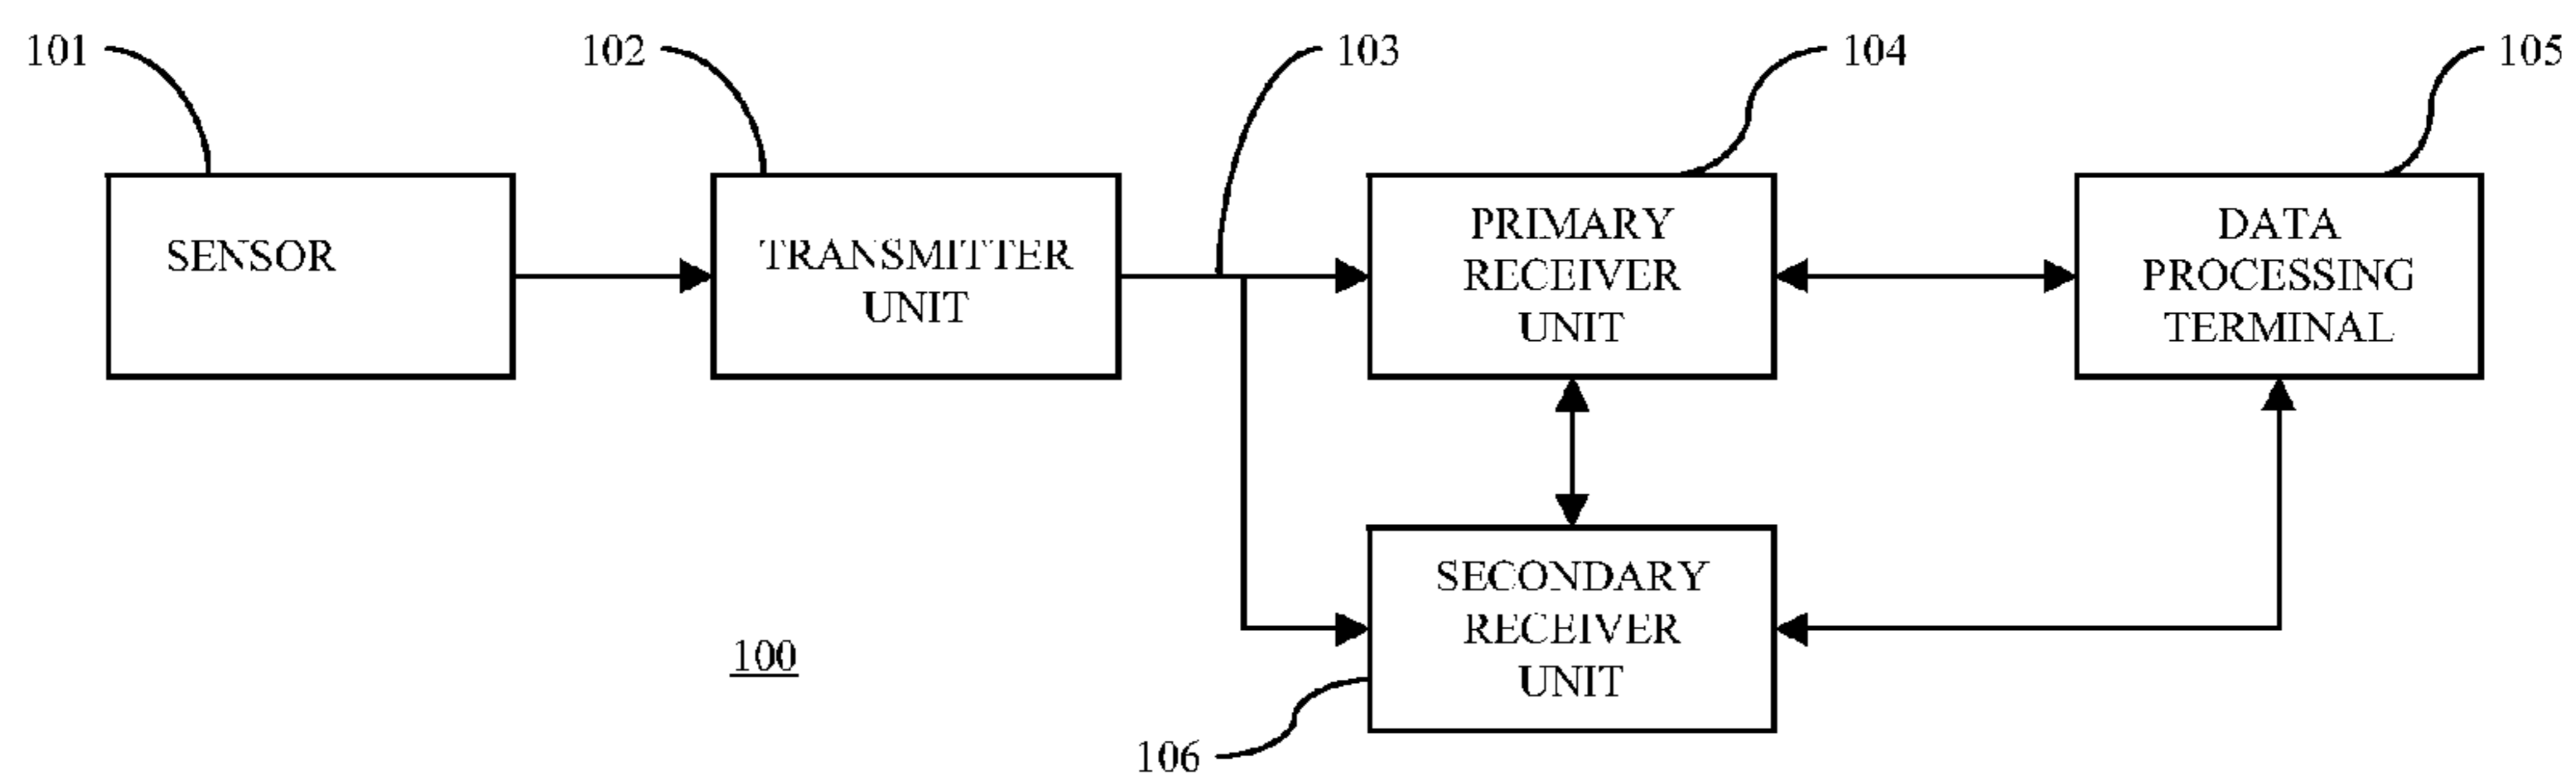 101
102
103
104
105
SENSOR
TRANSMITTER
UNIT
PRIMARY
RECEIVER
UNIT
DATA
PROCESSING
TERMINAL
SECONDARY
RECEIVER
UNIT
100
106